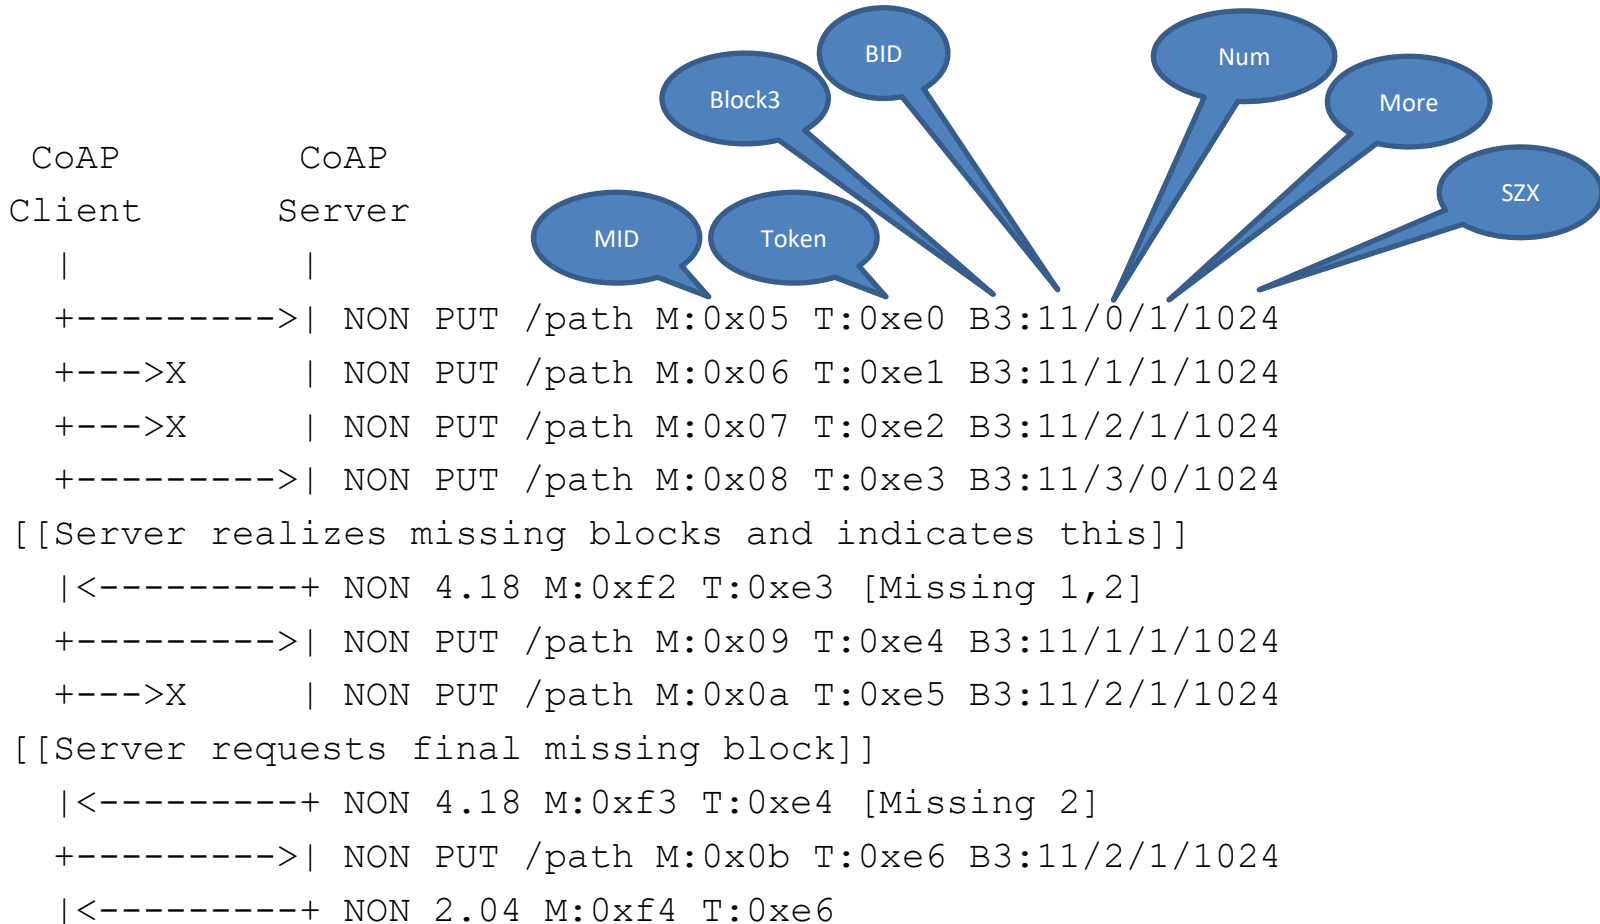 BID
Num
Block3
More
CoAP CoAP
SZX
Client Server
MID Token
| |
+--------->| NON PUT /path M:0x05 T:0xe0 B3:11/0/1/1024
+--->X | NON PUT /path M:0x06 T:0xe1 B3:11/1/1/1024
+--->X | NON PUT /path M:0x07 T:0xe2 B3:11/2/1/1024
+--------->| NON PUT /path M:0x08 T:0xe3 B3:11/3/0/1024
[[Server realizes missing blocks and indicates this]]
|<---------+ NON 4.18 M:0xf2 T:0xe3 [Missing 1,2]
+--------->| NON PUT /path M:0x09 T:0xe4 B3:11/1/1/1024
+--->X | NON PUT /path M:0x0a T:0xe5 B3:11/2/1/1024
[[Server requests final missing block]]
|<---------+ NON 4.18 M:0xf3 T:0xe4 [Missing 2]
+--------->| NON PUT /path M:0x0b T:0xe6 B3:11/2/1/1024
|<---------+ NON 2.04 M:0xf4 T:0xe6